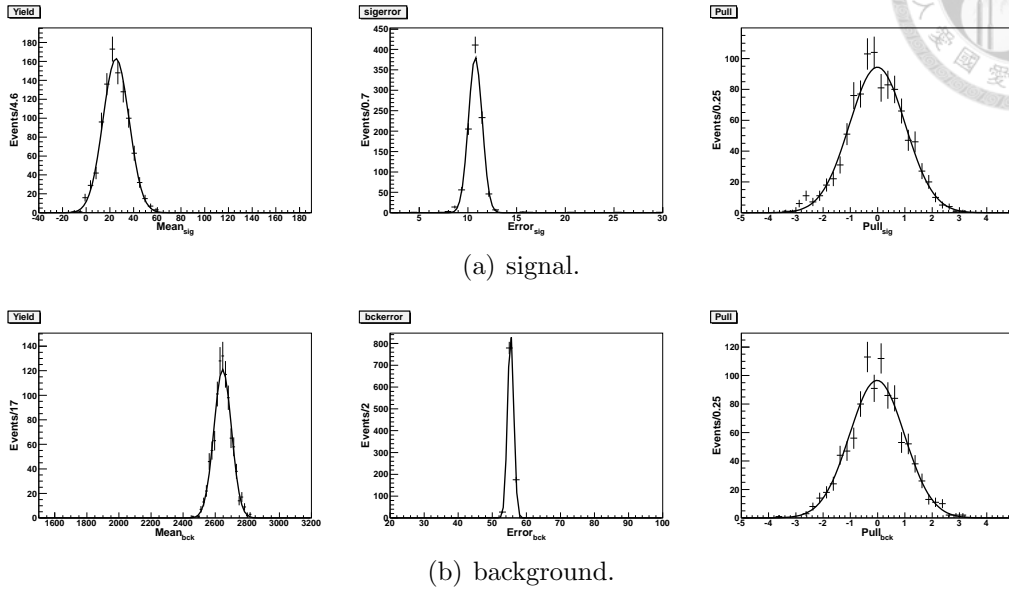 Yield
Events/4.6
180
160
140
120
100
80
60
40
20
0
-40 -20 0 20 40 60 80 100 120 140 160 180
Mean_sig
sigerror
Events/0.7
450
400
350
300
250
200
150
100
50
0
5 10 15 20 25 30
Error_sig
Pull
Events/0.25
120
100
80
60
40
20
0
-5 -4 -3 -2 -1 0 1 2 3 4 5
Pull_sig
人愛國愛
(a) signal.
Yield
Events/17
140
120
100
80
60
40
20
0
1600 1800 2000 2200 2400 2600 2800 3000 3200
Mean_bck
bckerror
Events/2
800
700
600
500
400
300
200
100
0
20 30 40 50 60 70 80 90 100
Error_bck
Pull
Events/0.25
120
100
80
60
40
20
0
-5 -4 -3 -2 -1 0 1 2 3 4 5
Pull_bck
(b) background.